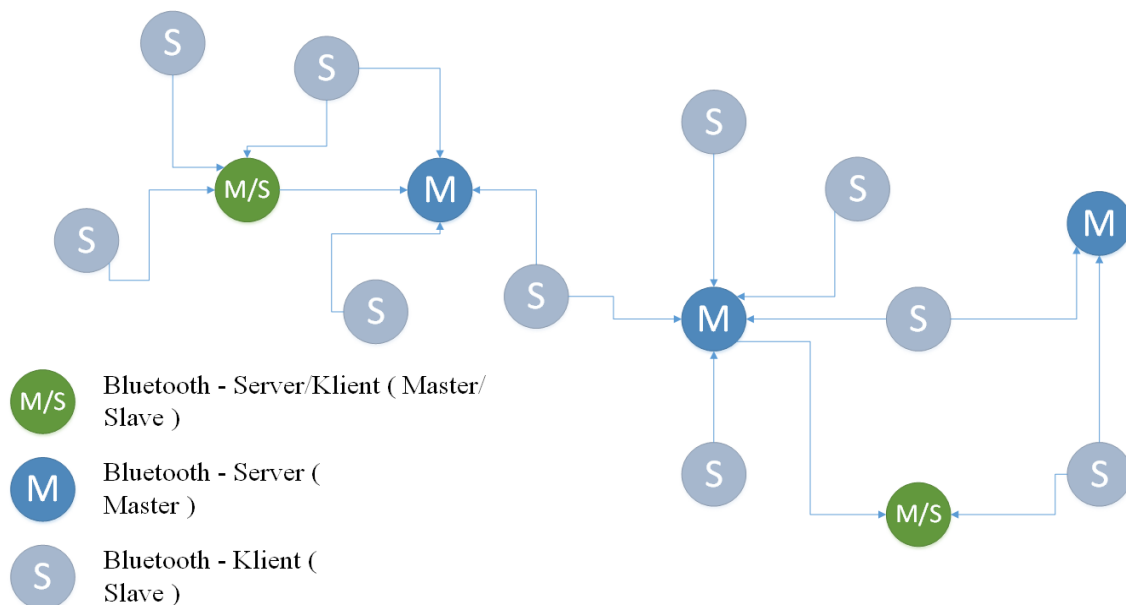 S
S
S
S
M/S
M
M
S
S
S
M
S
S
S
M/S
M/S
Bluetooth - Server/Klient ( Master/
Slave )
M
Bluetooth - Server (
Master )
S
Bluetooth - Klient (
Slave )